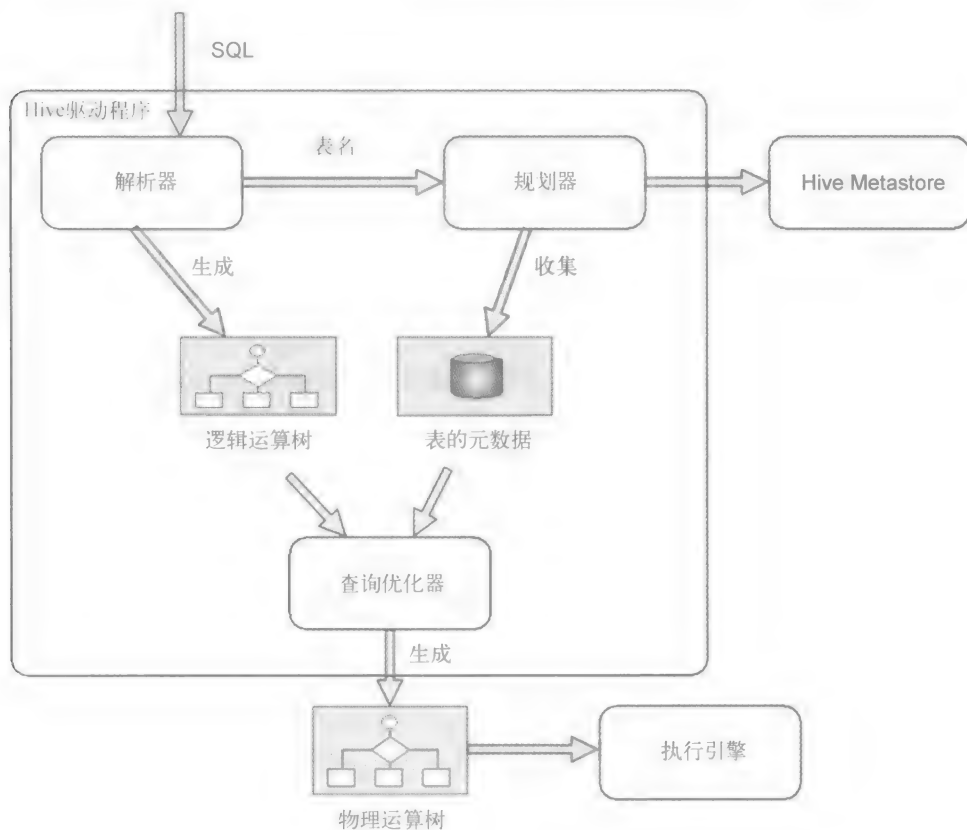 SQL
Hive驱动程序
表名
解析器
规划器
Hive Metastore
生成
收集
逻辑运算树
表的元数据
查询优化器
生成
执行引擎
物理运算树